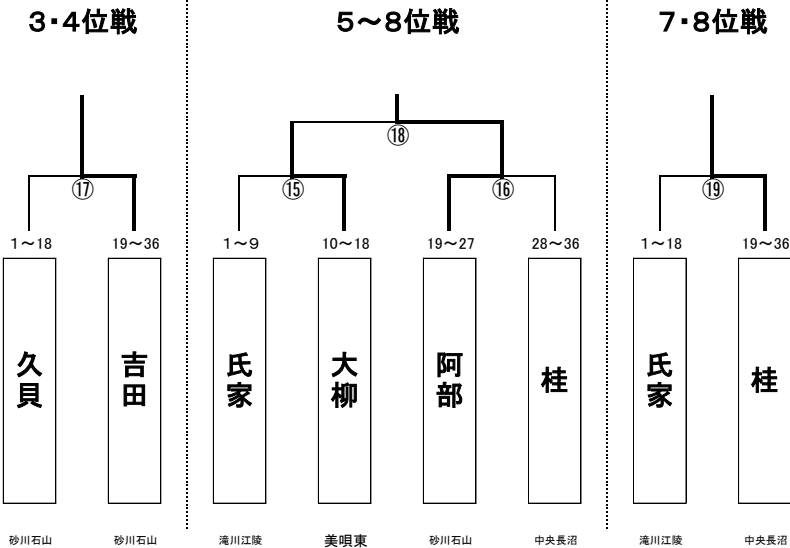 3・4位戦
5～8位戦
7・8位戦
⑱
⑰
⑮
⑯
⑲
1～18
19～36
1～9
10～18
19～27
28～36
1～18
19～36
久貝
吉田
氏家
大柳
阿部
桂
氏家
桂
砂川石山
砂川石山
滝川江陵
美唄東
砂川石山
中央長沼
滝川江陵
中央長沼